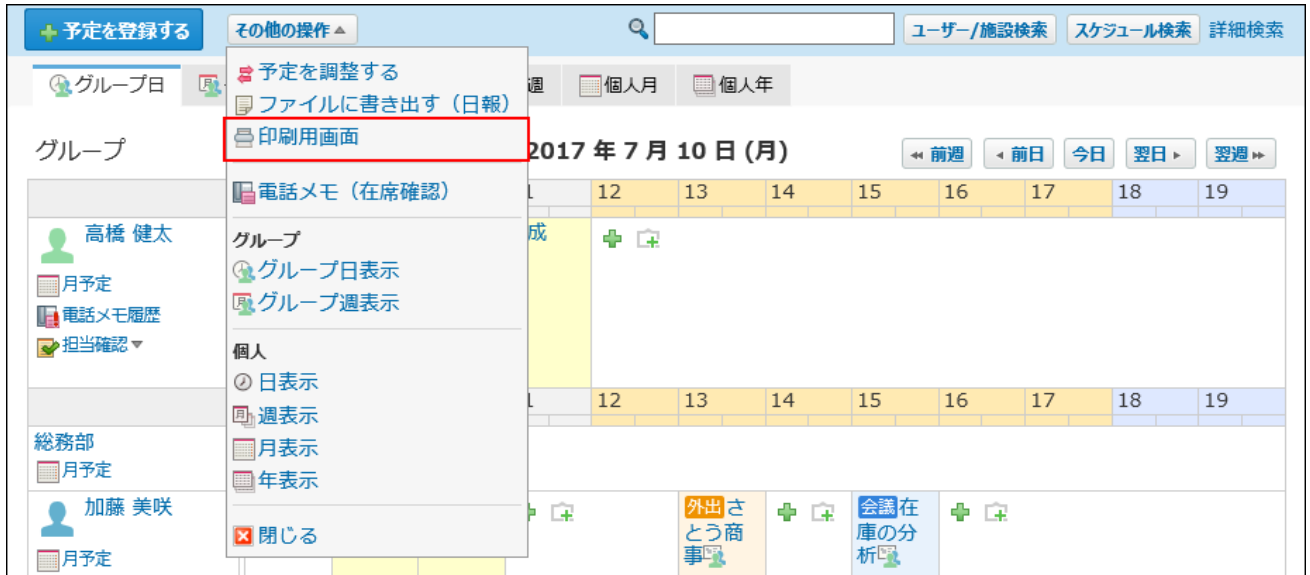 予定を登録する その他の操作 ユーザー/施設検索 スケジュール検索 詳細検索
グループ日 週 個人月 個人年
予定を調整する
ファイルに書き出す（日報）
印刷用画面
電話メモ（在席確認）
グループ
グループ日表示
グループ週表示
個人
日表示
週表示
月表示
年表示
閉じる
グループ 2017 年 7 月 10 日 (月) 前週 前日 今日 翌日 翌週
12 13 14 15 16 17 18 19
高橋 健太 成
月予定
電話メモ履歴
担当確認
12 13 14 15 16 17 18 19
総務部
月予定
加藤 美咲
月予定
外出さ
とう商
事
会議在
庫の分
析